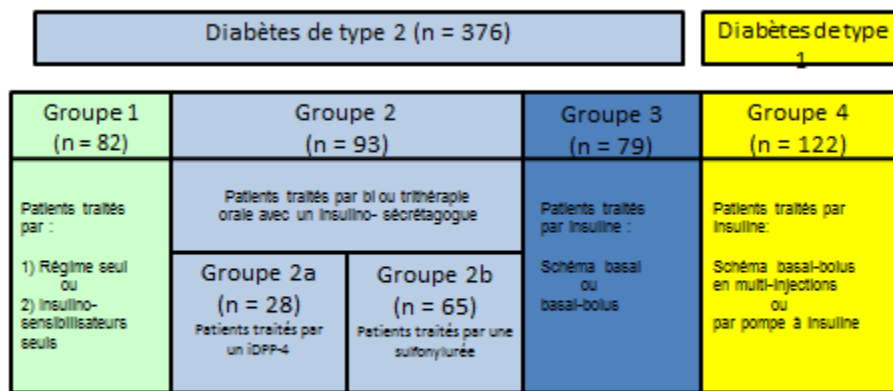 Diabètes de type 2 (n = 376)
Diabètes de type
1
Groupe 1
(n = 82)
Groupe 2
(n = 93)
Groupe 3
(n = 79)
Groupe 4
(n = 122)
Patients traités
par :
1) Régime seul
ou
2) Insulino-
sensibilisateurs
seuls
Patients traités par bi ou trithérapie
orale avec un insulino- sécrétagogue
Groupe 2a
(n = 28)
Patients traités par
un iDPP-4
Groupe 2b
(n = 65)
Patients traités par une
sulfonylurée
Patients traités
par insuline :
Schéma basal
ou
basal-bolus
Patients traités par
insuline:
Schéma basal-bolus
en multi-injections
ou
par pompe à insuline